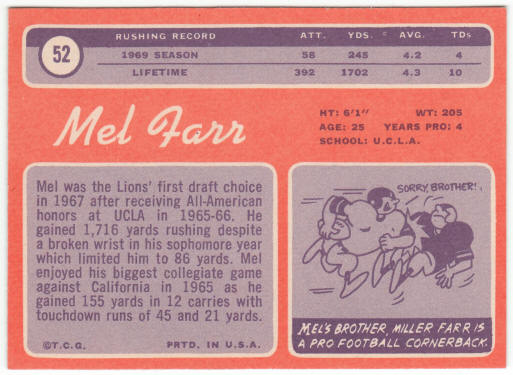 52
RUSHING RECORD ATT. YDS. AVG. TDs
1969 SEASON 58 245 4.2 4
LIFETIME 392 1702 4.3 10
Mel Farr
HT: 6'1" WT: 205
AGE: 25 YEARS PRO: 4
SCHOOL: U.C.L.A.
Mel was the Lions' first draft choice
in 1967 after receiving All-American
honors at UCLA in 1965-66. He
gained 1,716 yards rushing despite
a broken wrist in his sophomore year
which limited him to 86 yards. Mel
enjoyed his biggest collegiate game
against California in 1965 as he
gained 155 yards in 12 carries with
touchdown runs of 45 and 21 yards.
©T.C.G. PRTD. IN U.S.A.
SORRY, BROTHER!
MEL'S BROTHER, MILLER FARR IS
A PRO FOOTBALL CORNERBACK.